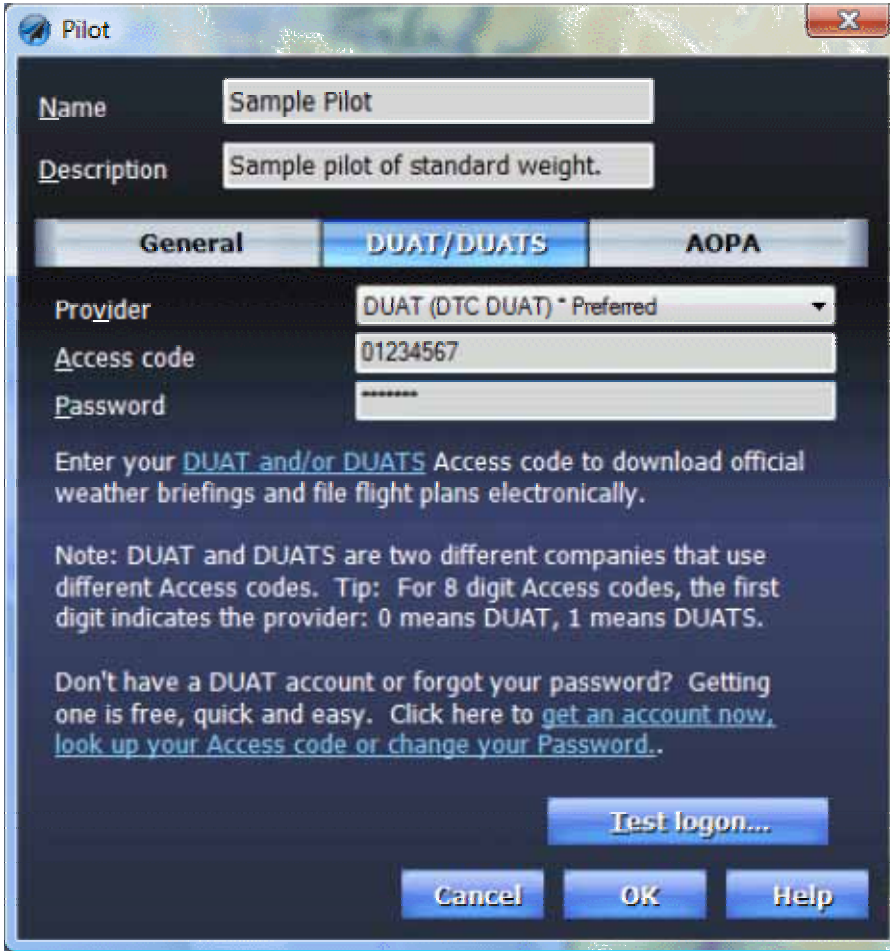 Pilot
Name Sample Pilot
Description Sample pilot of standard weight.
General DUAT/DUATS AOPA
Provider DUAT (DTC DUAT) * Preferred
Access code 01234567
Password •••••••
Enter your DUAT and/or DUATS Access code to download official
weather briefings and file flight plans electronically.
Note: DUAT and DUATS are two different companies that use
different Access codes.  Tip:  For 8 digit Access codes, the first
digit indicates the provider: 0 means DUAT, 1 means DUATS.
Don't have a DUAT account or forgot your password?  Getting
one is free, quick and easy.  Click here to get an account now,
look up your Access code or change your Password..
Test logon...
Cancel OK Help